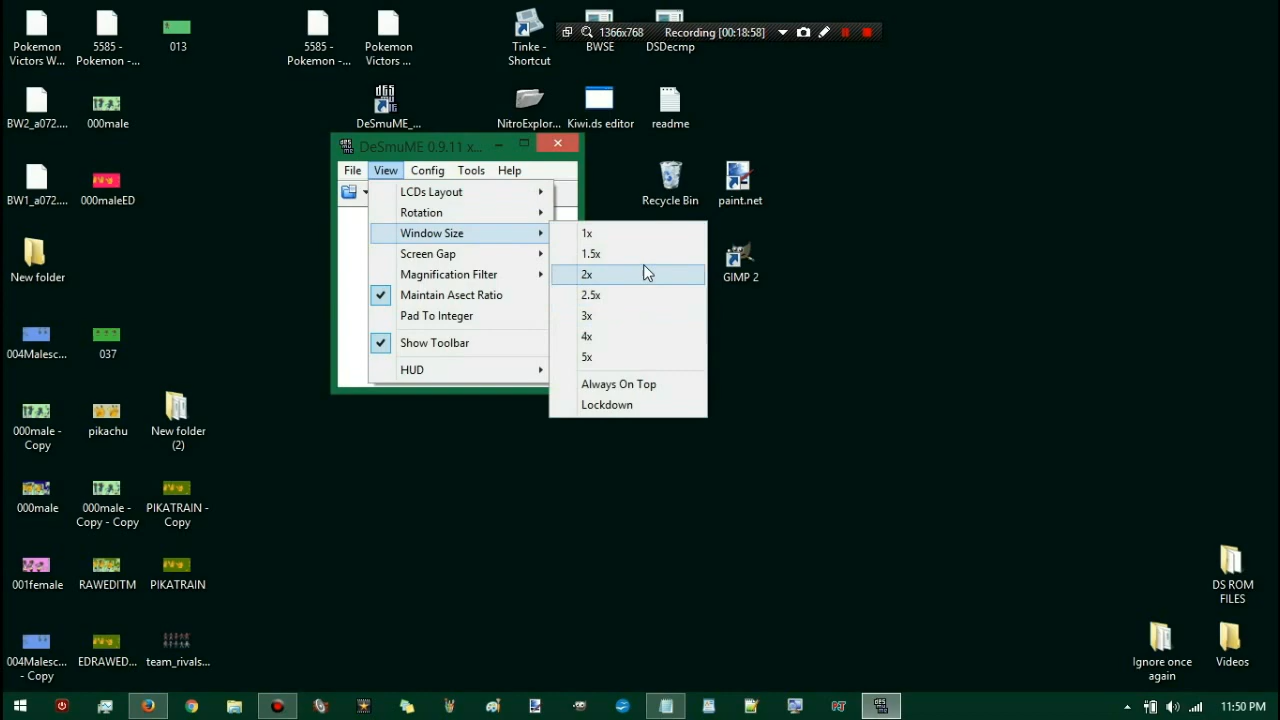 Pokemon
Victors W...
5585 -
Pokemon -...
013
5585 -
Pokemon -...
Pokemon
Victors ...
Tinke -
Shortcut
BWSE
DSDecmp
1366x768
Recording [00:18:58]
BW2_a072....
000male
DeSmuME_...
NitroExplor...
Kiwi.ds editor
readme
BW1_a072....
000maleED
Recycle Bin
paint.net
New folder
GIMP 2
DeSmuME 0.9.11 x...
File View Config Tools Help
LCDs Layout
Rotation
Window Size
Screen Gap
Magnification Filter
Maintain Asect Ratio
Pad To Integer
Show Toolbar
HUD
1x
1.5x
2x
2.5x
3x
4x
5x
Always On Top
Lockdown
004Malesc...
037
000male -
Copy
pikachu
New folder
(2)
000male
000male -
Copy - Copy
PIKATRAIN -
Copy
001female
RAWEDITM
PIKATRAIN
004Malesc...
- Copy
EDRAWED...
team_rivals...
DS ROM
FILES
Ignore once
again
Videos
11:50 PM